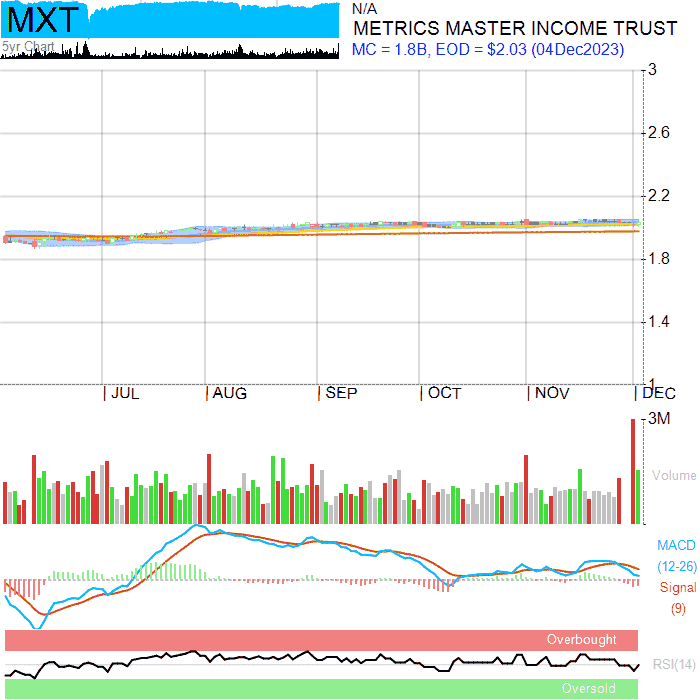 MXT
5yr Chart
N/A
METRICS MASTER INCOME TRUST
MC = 1.8B, EOD = $2.03 (04Dec2023)
3
2.6
2.2
1.8
1.4
1
JUL
AUG
SEP
OCT
NOV
DEC
3M
Volume
MACD
(12-26)
Signal
(9)
Overbought
RSI(14)
Oversold